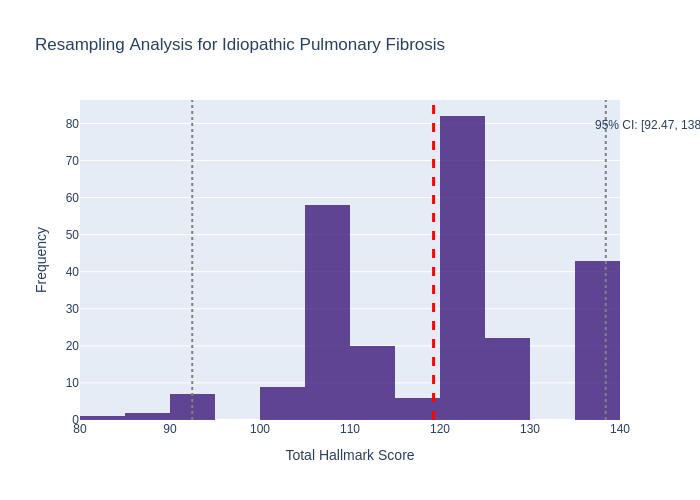 Resampling Analysis for Idiopathic Pulmonary Fibrosis
95% CI: [92.47, 138
80
70
60
50
40
30
20
10
0
Frequency
80 90 100 110 120 130 140
Total Hallmark Score